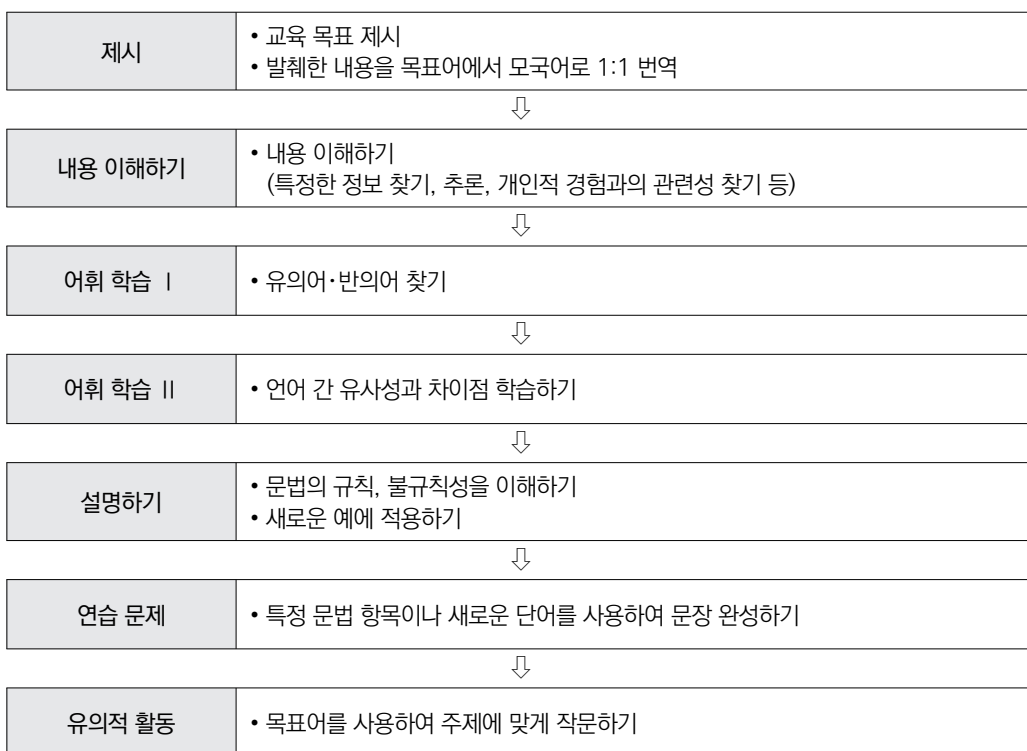 제시
• 교육 목표 제시
• 발췌한 내용을 목표어에서 모국어로 1:1 번역
⇩
내용 이해하기
• 내용 이해하기
(특정한 정보 찾기, 추론, 개인적 경험과의 관련성 찾기 등)
⇩
어휘 학습 Ⅰ
• 유의어·반의어 찾기
⇩
어휘 학습 Ⅱ
• 언어 간 유사성과 차이점 학습하기
⇩
설명하기
• 문법의 규칙, 불규칙성을 이해하기
• 새로운 예에 적용하기
⇩
연습 문제
• 특정 문법 항목이나 새로운 단어를 사용하여 문장 완성하기
⇩
유의적 활동
• 목표어를 사용하여 주제에 맞게 작문하기